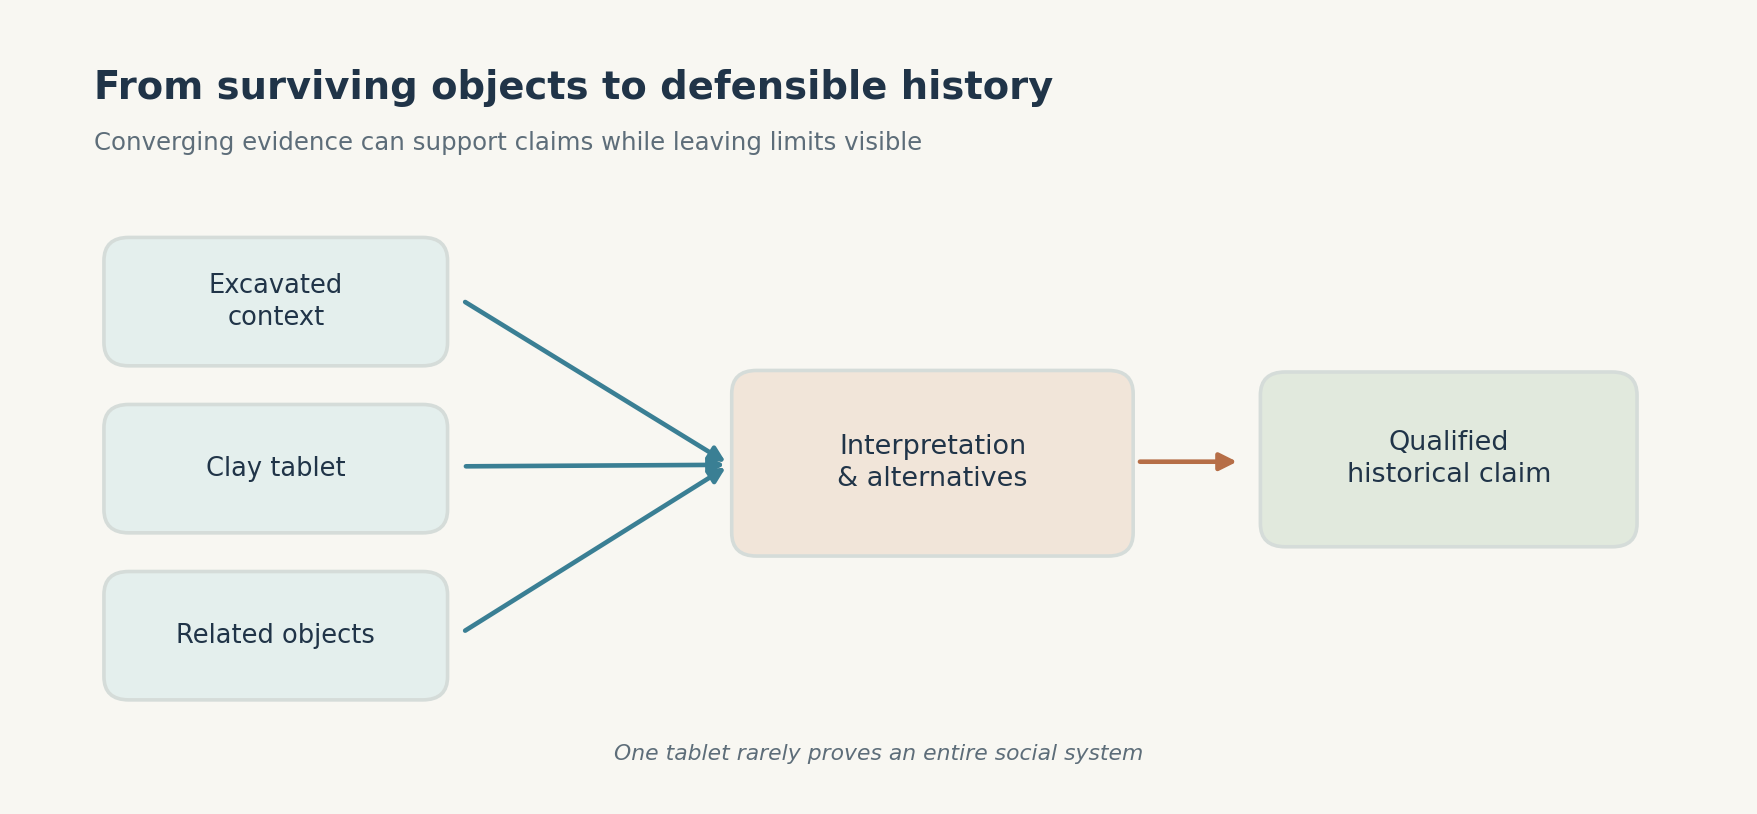 From surviving objects to defensible history
Converging evidence can support claims while leaving limits visible
Excavated
context
Clay tablet
Related objects
Interpretation
& alternatives
Qualified
historical claim
One tablet rarely proves an entire social system